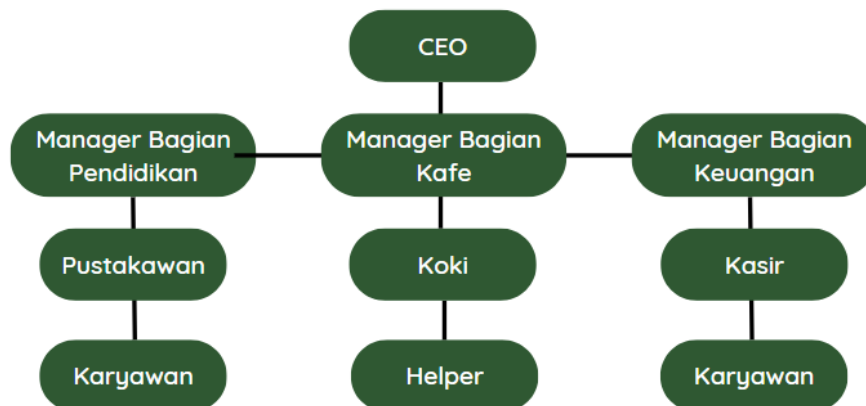 CEO
Manager Bagian
Pendidikan
Manager Bagian
Kafe
Manager Bagian
Keuangan
Pustakawan
Koki
Kasir
Karyawan
Helper
Karyawan